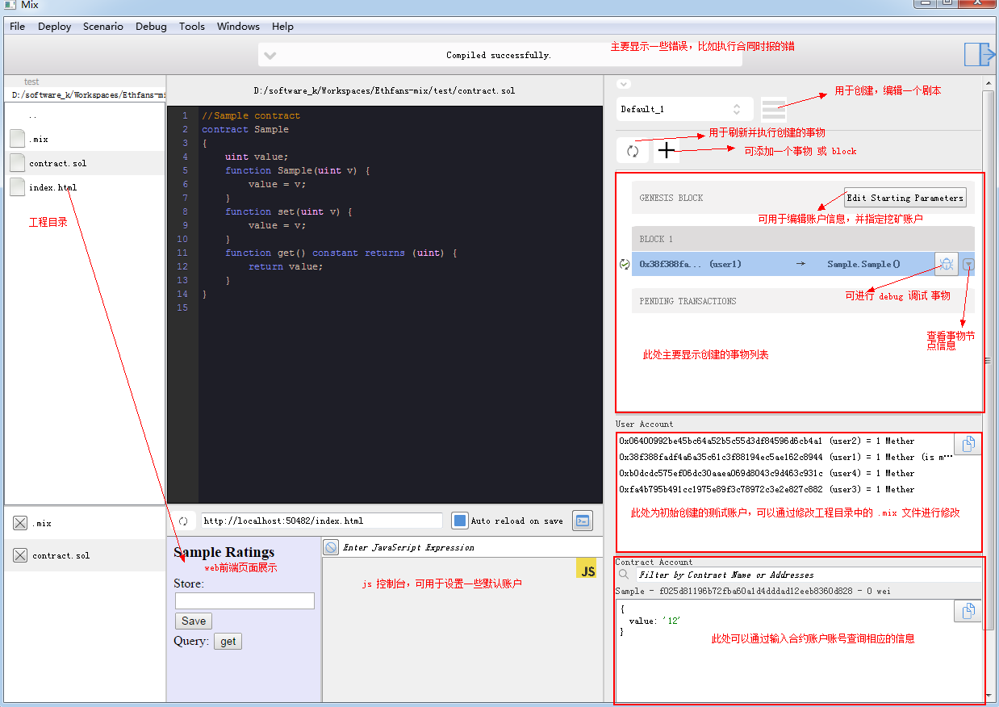 Mix
File Deploy Scenario Debug Tools Windows Help
Compiled successfully.
主要显示一些错误，比如执行合同时报的错
test
D:/software_k/Workspaces/Ethfans-mi
..
.mix
contract.sol
index.html
工程目录
.mix
contract.sol
D:/software_k/Workspaces/Ethfans-mix/test/contract.sol
1 //Sample contract
2 contract Sample
3 {
4 uint value;
5 function Sample(uint v) {
6 value = v;
7 }
8 function set(uint v) {
9 value = v;
10 }
11 function get() constant returns (uint) {
12 return value;
13 }
14 }
15
http://localhost:50482/index.html
Auto reload on save
Sample Ratings
web前端页面展示
Store:
Save
Query: get
Enter JavaScript Expression
JS
js 控制台，可用于设置一些默认账户
Default_1
用于创建，编辑一个剧本
用于刷新并执行创建的事物
可添加一个事物 或 block
GENESIS BLOCK
Edit Starting Parameters
可用于编辑账户信息，并指定挖矿账户
BLOCK 1
0x38f388fa... (user1) → Sample.Sample()
可进行 debug 调试 事物
PENDING TRANSACTIONS
查看事物节
点信息
此处主要显示创建的事物列表
User Account
0x06400992be45bc64a52b5c55d3df84596d6cb4a1 (user2) = 1 Mether
0x38f388fadf4a6a35c61c3f88194ec5ae162c8944 (user1) = 1 Mether (is m…
0xb0dcdc575ef06dc30aaea069d8043c9d463c931c (user4) = 1 Mether
0xfa4b795b491cc1975e89f3c78972c3e2e827c882 (user3) = 1 Mether
此处为初始创建的测试账户，可以通过修改工程目录中的 .mix 文件进行修改
Contract Account
Filter by Contract Name or Addresses
Sample - f025d81196b72fba60a1d4dddad12eeb8360d828 - 0 wei
{
value: '12'
}
此处可以通过输入合约账户账号查询相应的信息